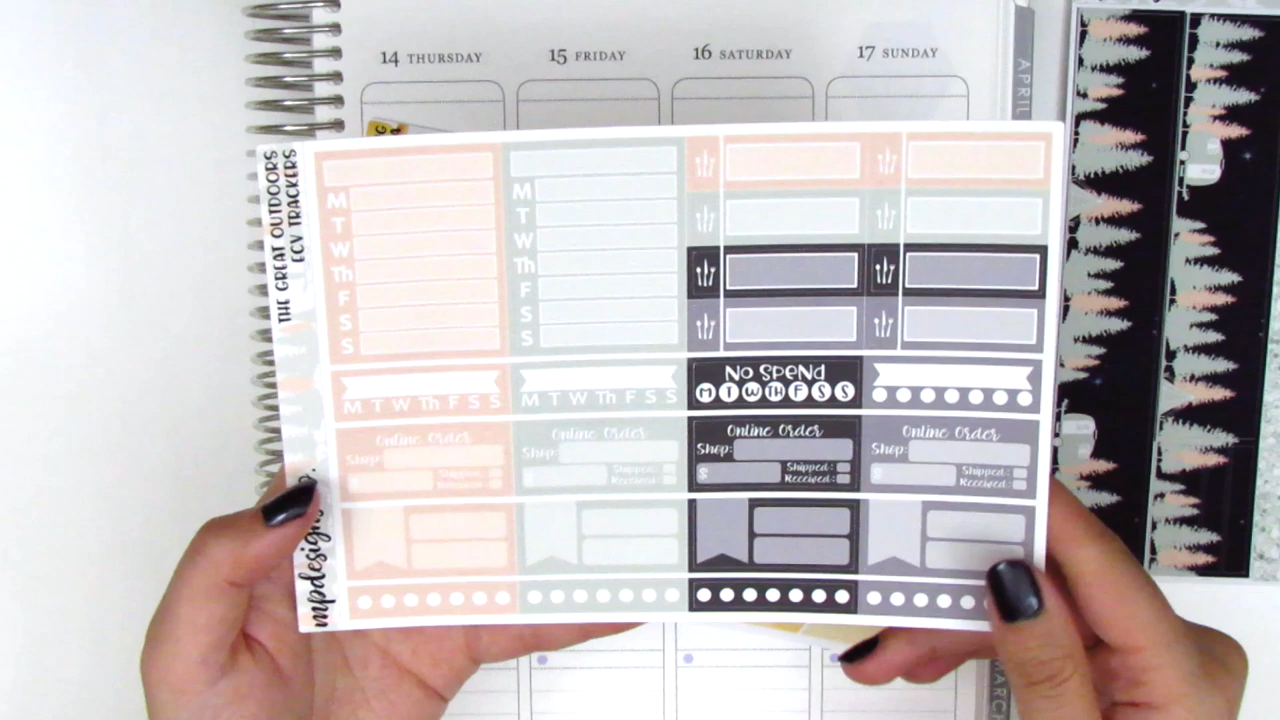 14 THURSDAY
15 FRIDAY
16 SATURDAY
17 SUNDAY
APRIL
THE GREAT OUTDOORS
ECV TRACKERS
mpdesigns
M
T
W
Th
F
S
S
M
T
W
Th
F
S
S
M T W Th F S S
M T W Th F S S
No Spend
M T W TH F S S
Online Order
Shop:
$
Shipped:
Received:
Online Order
Shop:
$
Shipped:
Received:
Online Order
Shop:
$
Shipped:
Received:
Online Order
Shop:
$
Shipped:
Received:
MARCH